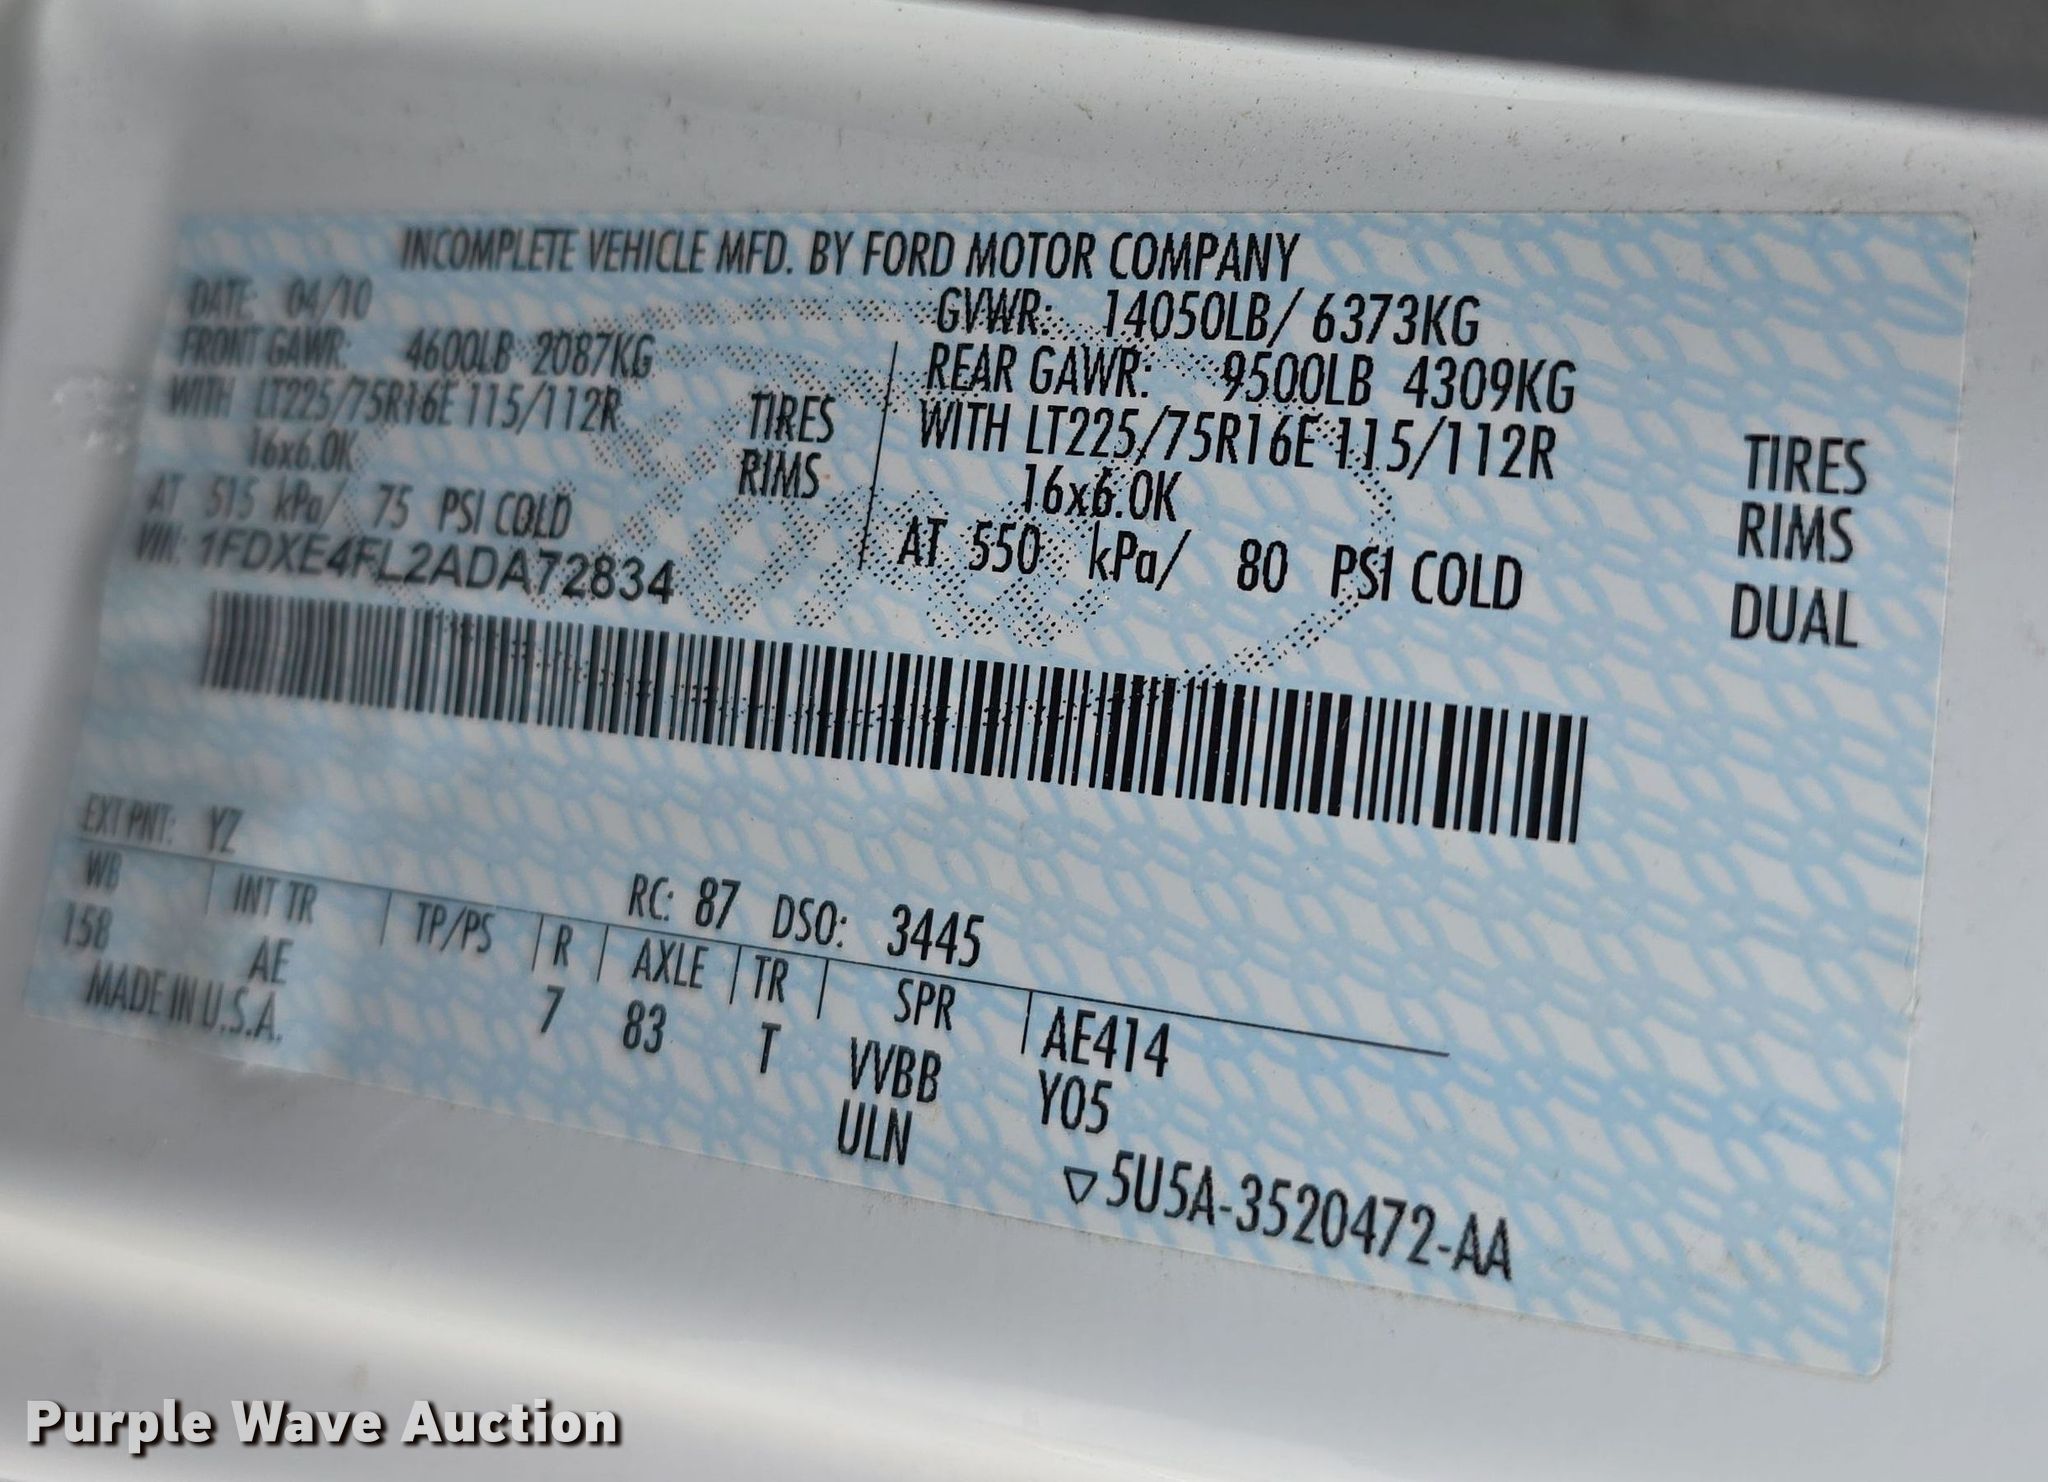 INCOMPLETE VEHICLE MFD. BY FORD MOTOR COMPANY
DATE: 04/10 GVWR: 14050LB/ 6373KG
FRONT GAWR: 4600LB 2087KG REAR GAWR: 9500LB 4309KG
WITH LT225/75R16E 115/112R TIRES WITH LT225/75R16E 115/112R TIRES
16x6.0K RIMS 16x6.0K RIMS
AT 515 kPa/ 75 PSI COLD AT 550 kPa/ 80 PSI COLD DUAL
VIN: 1FDXE4FL2ADA72834
EXT PNT: YZ RC: 87 DSO: 3445
WB INT TR TP/PS R AXLE TR SPR AE414
158 AE 7 83 T VVBB Y05
MADE IN U.S.A. ULN
▽5U5A-3520472-AA
Purple Wave Auction